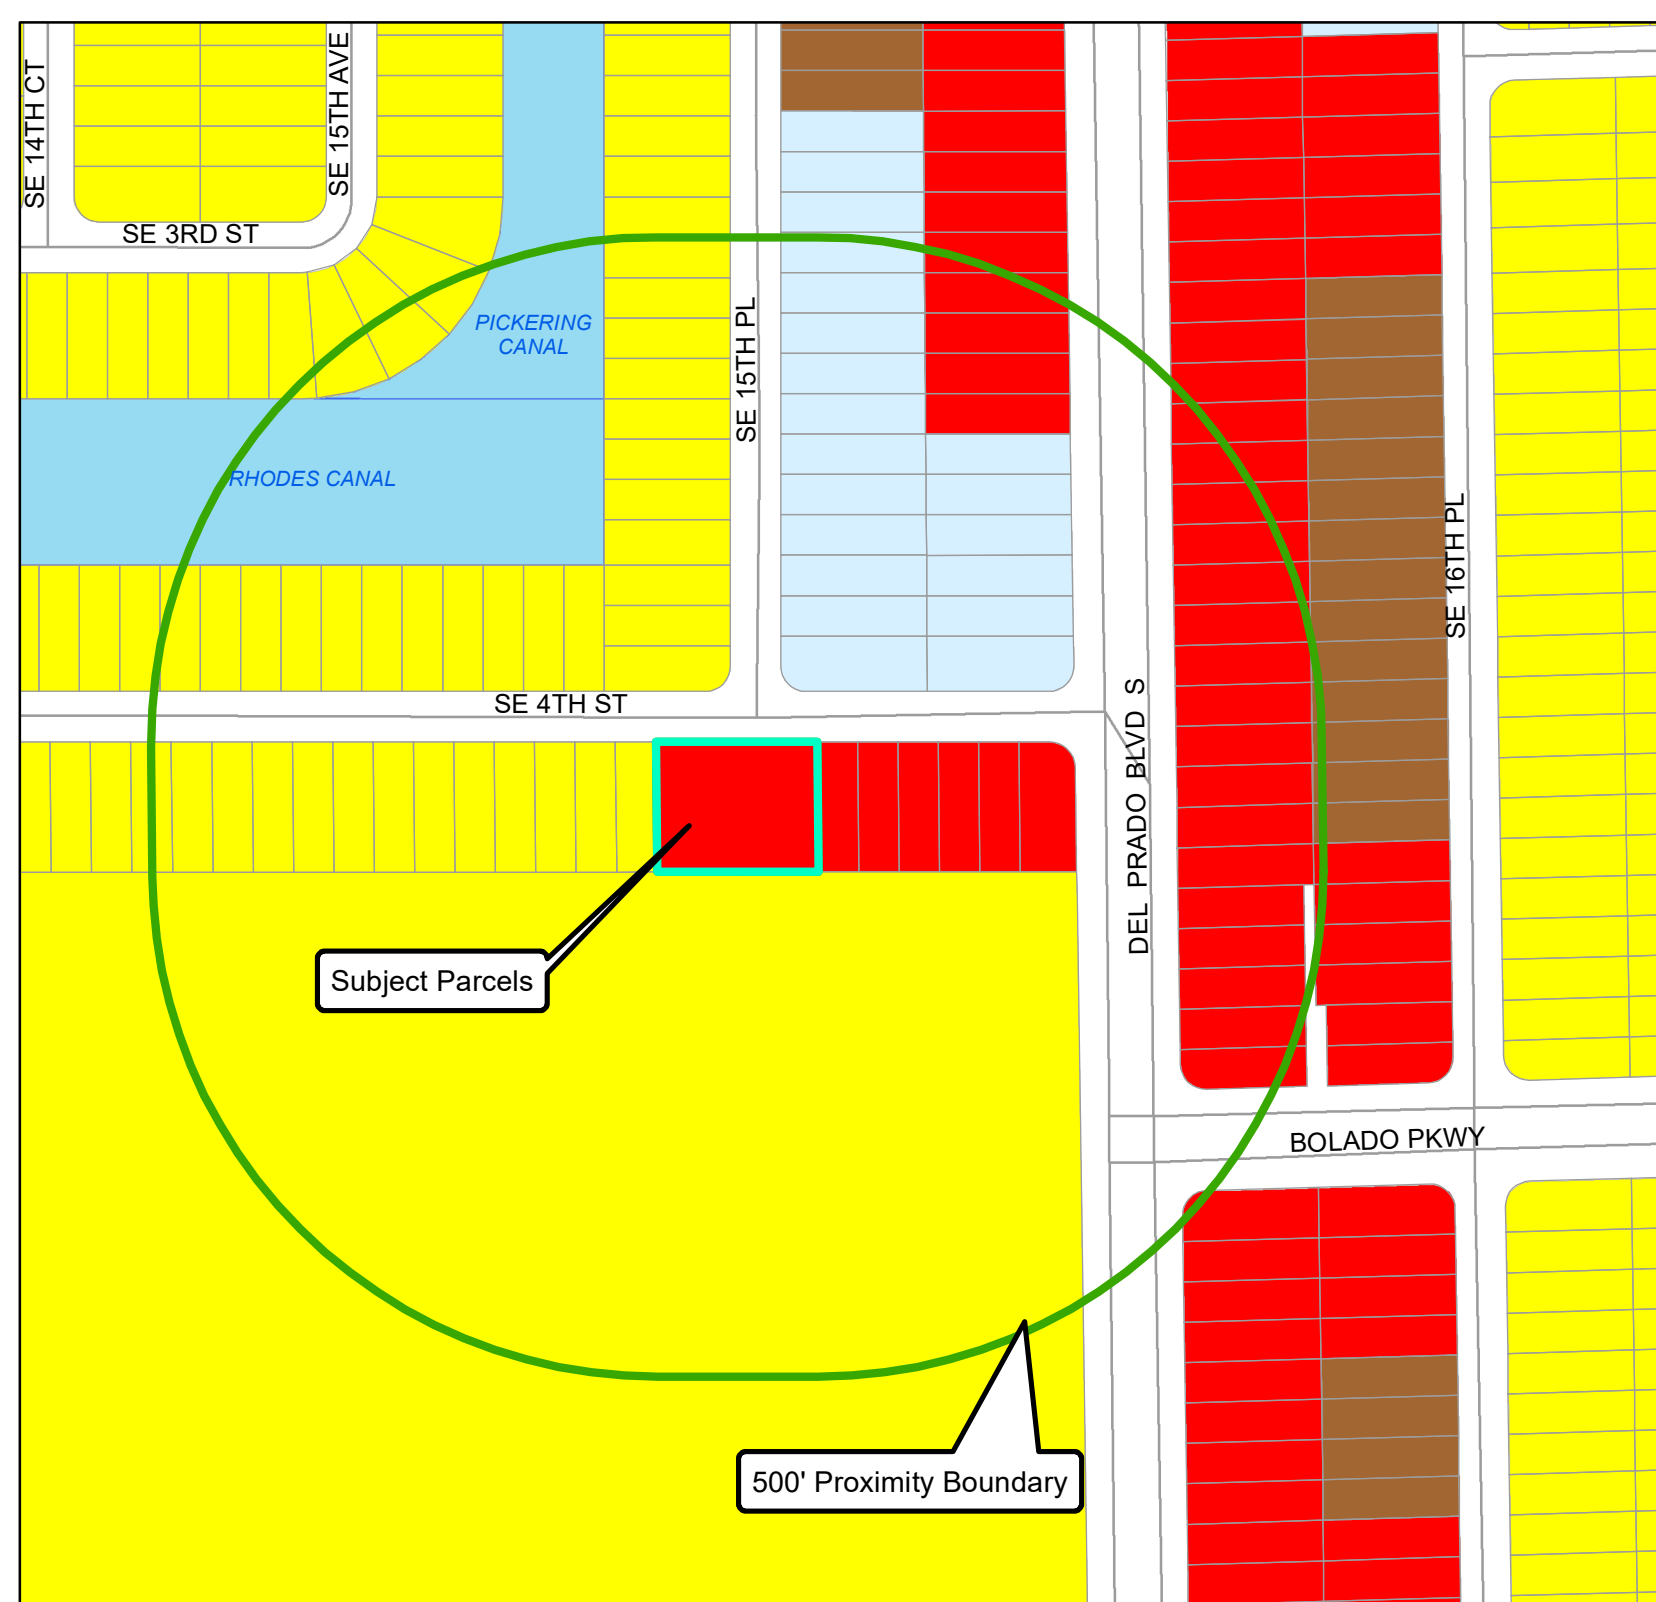 SE 14TH CT
SE 15TH AVE
SE 3RD ST
PICKERING
CANAL
SE 15TH PL
RHODES CANAL
SE 16TH PL
SE 4TH ST
DEL PRADO BLVD S
Subject Parcels
BOLADO PKWY
500' Proximity Boundary